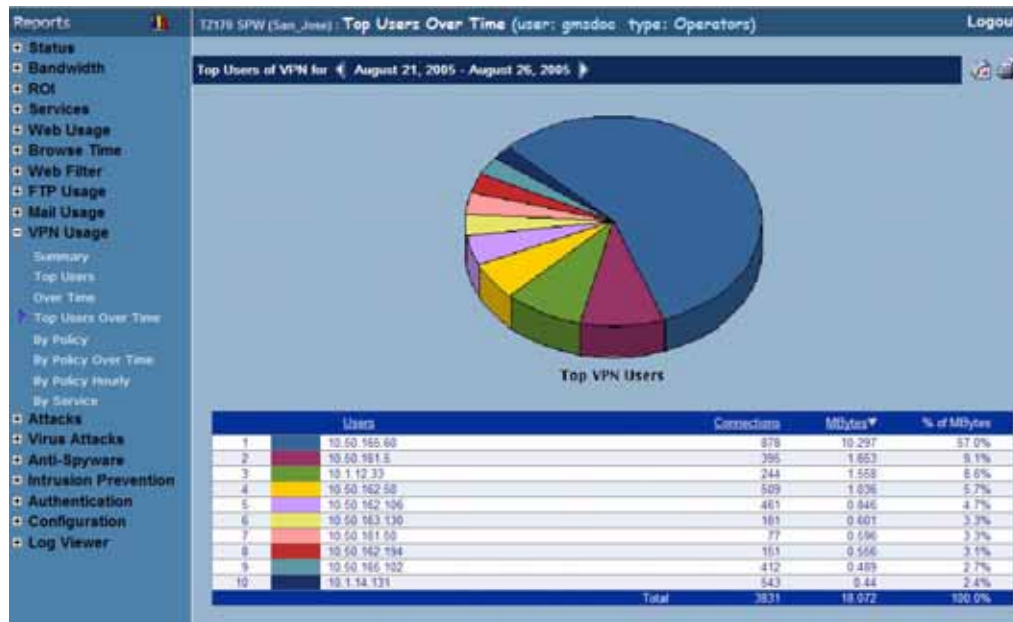 Reports
TZ170 SPW (San_Jose) : Top Users Over Time (user: gmsdoc type: Operators)
Logou
Status
Bandwidth
ROI
Services
Web Usage
Browse Time
Web Filter
FTP Usage
Mail Usage
VPN Usage
Summary
Top Users
Over Time
Top Users Over Time
By Policy
By Policy Over Time
By Policy Hourly
By Service
Attacks
Virus Attacks
Anti-Spyware
Intrusion Prevention
Authentication
Configuration
Log Viewer
Top Users of VPN for August 21, 2005 - August 26, 2005
Top VPN Users
Users Connections MBytes▼ % of MBytes
1 10.50.165.60 878 10.297 57.0%
2 10.50.161.5 395 1.653 9.1%
3 10.1.12.33 244 1.558 8.6%
4 10.50.162.50 509 1.036 5.7%
5 10.50.162.106 461 0.846 4.7%
6 10.50.163.130 161 0.601 3.3%
7 10.50.161.50 77 0.596 3.3%
8 10.50.162.194 151 0.556 3.1%
9 10.50.165.102 412 0.489 2.7%
10 10.1.14.131 543 0.44 2.4%
Total 3831 18.072 100.0%